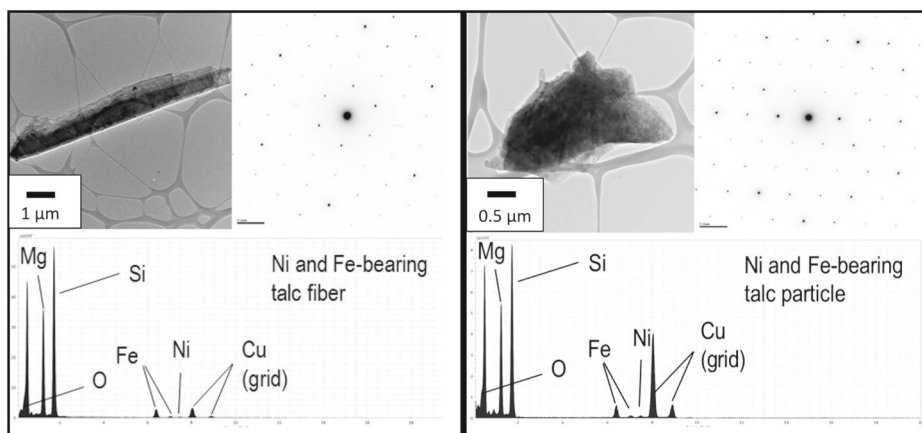 1 µm
Mg
Si
O
Fe
Ni
Cu
(grid)
Ni and Fe-bearing
talc fiber
0.5 µm
Mg
Si
O
Fe
Ni
Cu
(grid)
Ni and Fe-bearing
talc particle